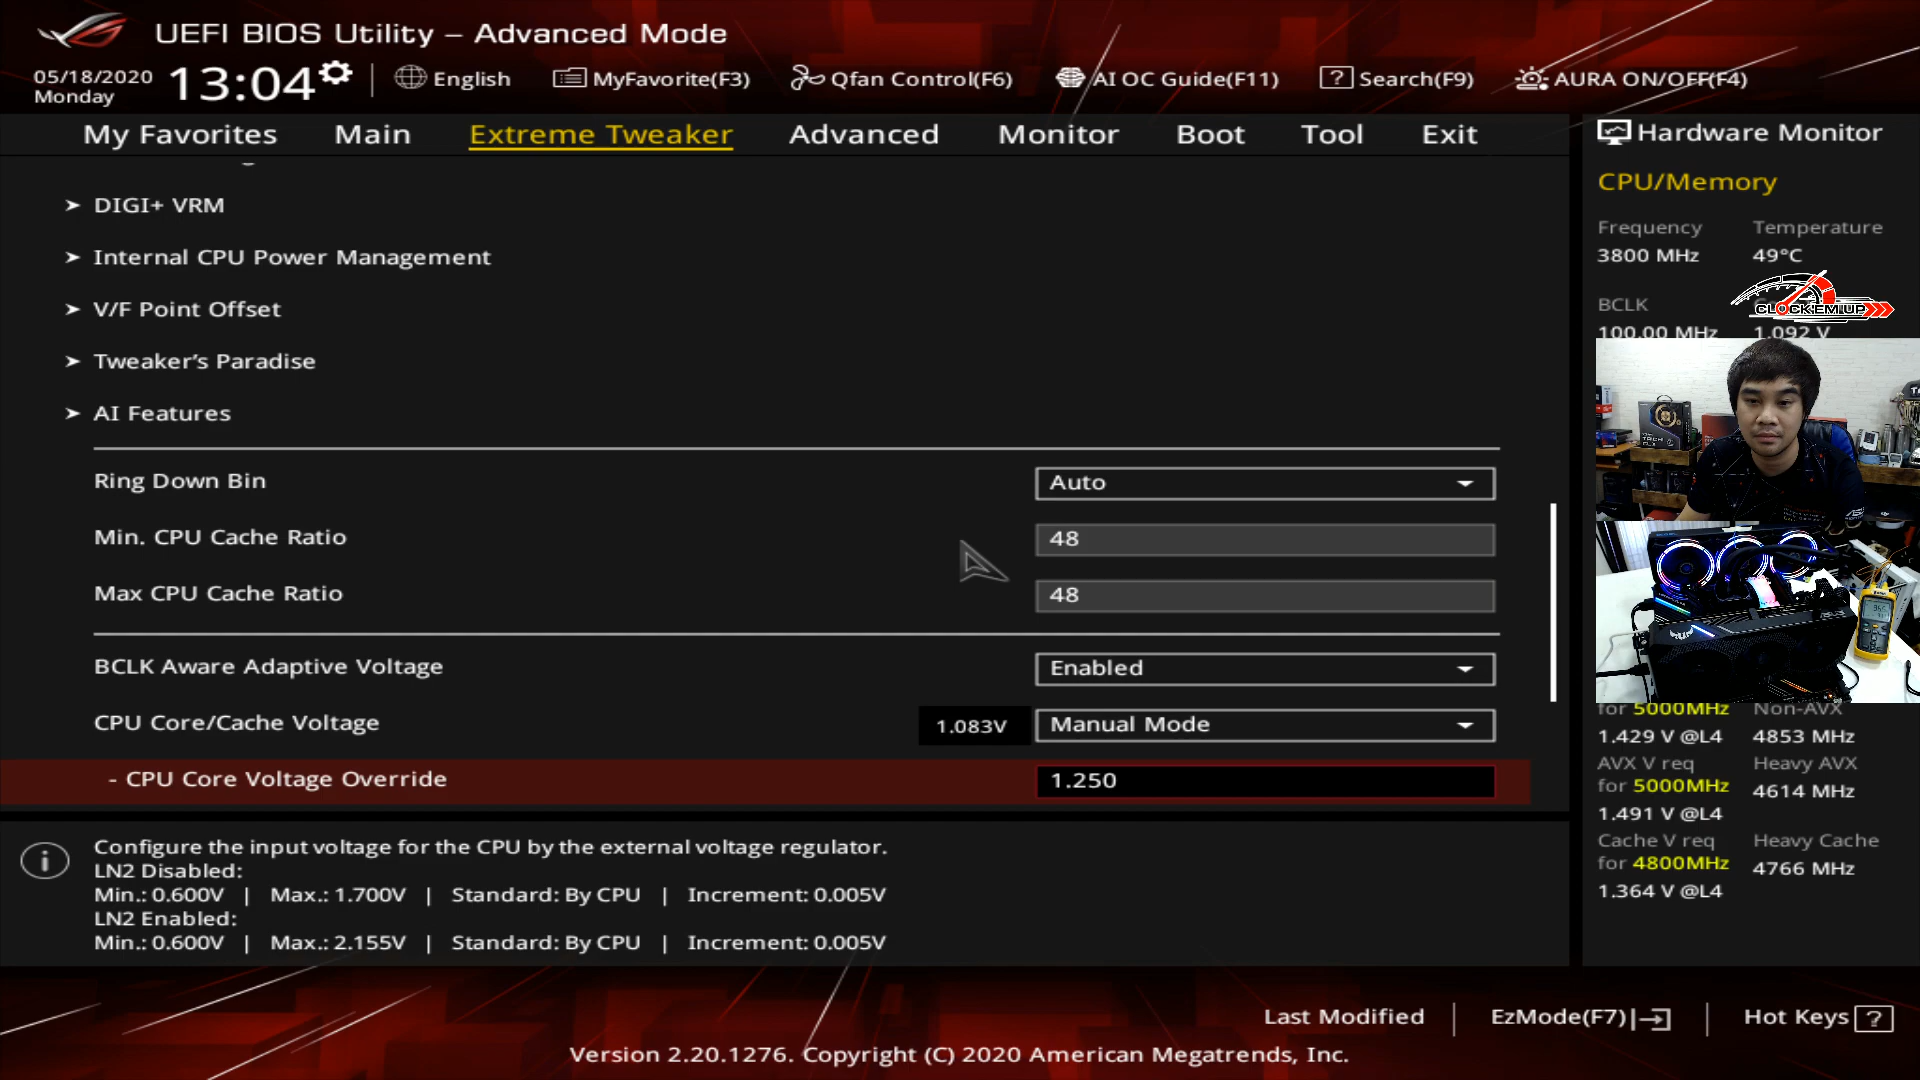 UEFI BIOS Utility – Advanced Mode
05/18/2020
Monday
13:04
English
MyFavorite(F3)
Qfan Control(F6)
AI OC Guide(F11)
Search(F9)
AURA ON/OFF(F4)
My Favorites
Main
Extreme Tweaker
Advanced
Monitor
Boot
Tool
Exit
DIGI+ VRM
Internal CPU Power Management
V/F Point Offset
Tweaker's Paradise
AI Features
Ring Down Bin
Auto
Min. CPU Cache Ratio
48
Max CPU Cache Ratio
48
BCLK Aware Adaptive Voltage
Enabled
CPU Core/Cache Voltage
1.083V
Manual Mode
- CPU Core Voltage Override
1.250
Configure the input voltage for the CPU by the external voltage regulator.
LN2 Disabled:
Min.: 0.600V | Max.: 1.700V | Standard: By CPU | Increment: 0.005V
LN2 Enabled:
Min.: 0.600V | Max.: 2.155V | Standard: By CPU | Increment: 0.005V
Hardware Monitor
CPU/Memory
Frequency
Temperature
3800 MHz
49°C
BCLK
CLOCK'EM UP
100.00 MHz
1.092 V
for 5000MHz
Non-AVX
1.429 V @L4
4853 MHz
AVX V req
Heavy AVX
for 5000MHz
4614 MHz
1.491 V @L4
Cache V req
Heavy Cache
for 4800MHz
4766 MHz
1.364 V @L4
Last Modified
EzMode(F7)
Hot Keys ?
Version 2.20.1276. Copyright (C) 2020 American Megatrends, Inc.